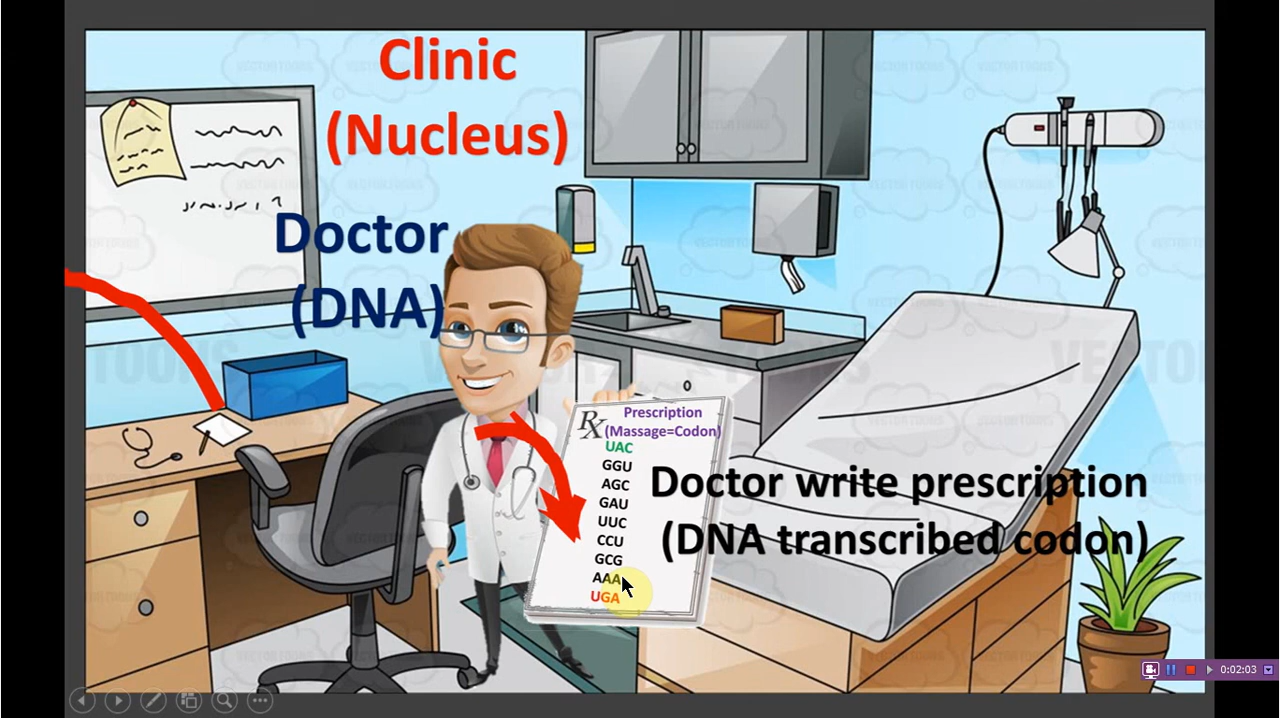 Clinic
(Nucleus)
Doctor
(DNA)
Rx Prescription
(Massage=Codon)
UAC
GGU
AGC
GAU
UUC
CCU
GCG
AAA
UGA
Doctor write prescription
(DNA transcribed codon)
0:02:03